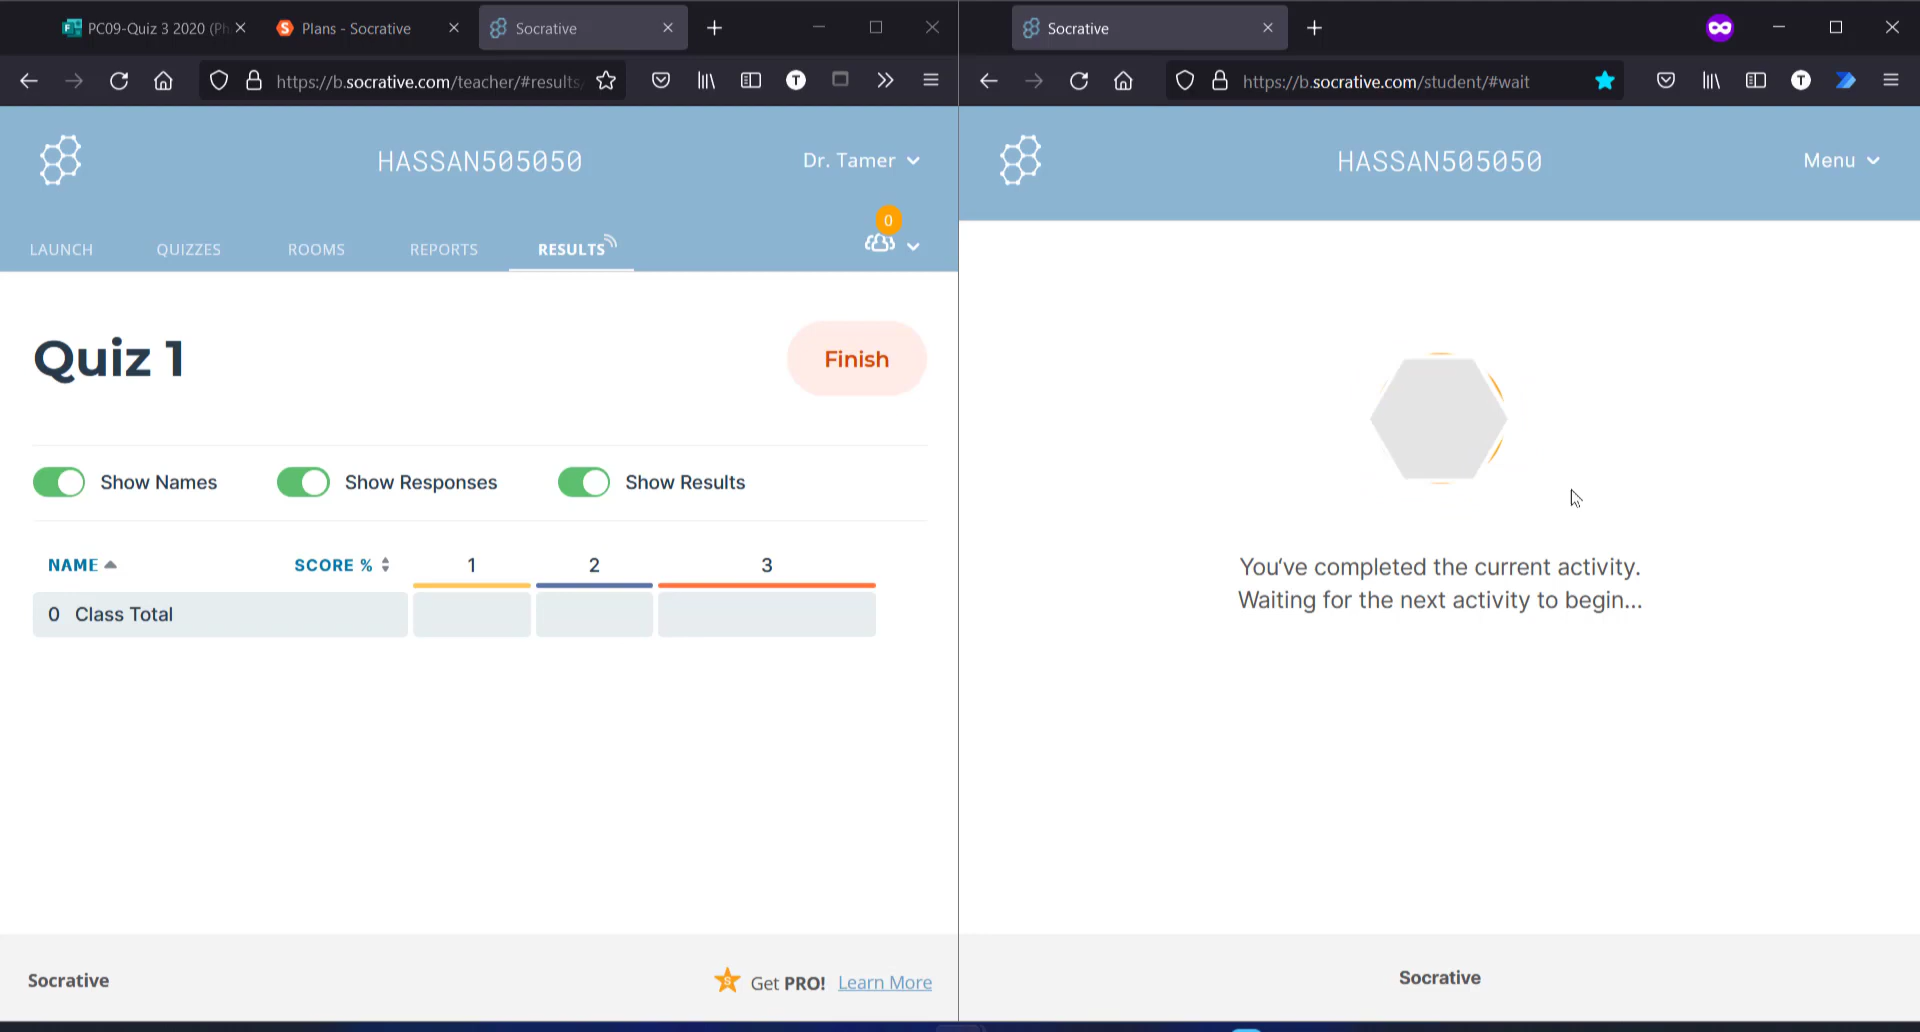 PC09-Quiz 3 2020 (Ph
Plans - Socrative
Socrative
https://b.socrative.com/teacher/#results
HASSAN505050
Dr. Tamer
0
LAUNCH
QUIZZES
ROOMS
REPORTS
RESULTS
Quiz 1
Finish
Show Names
Show Responses
Show Results
NAME
SCORE %
1
2
3
0 Class Total
Socrative
Get PRO! Learn More
Socrative
https://b.socrative.com/student/#wait
HASSAN505050
Menu
You've completed the current activity.
Waiting for the next activity to begin...
Socrative